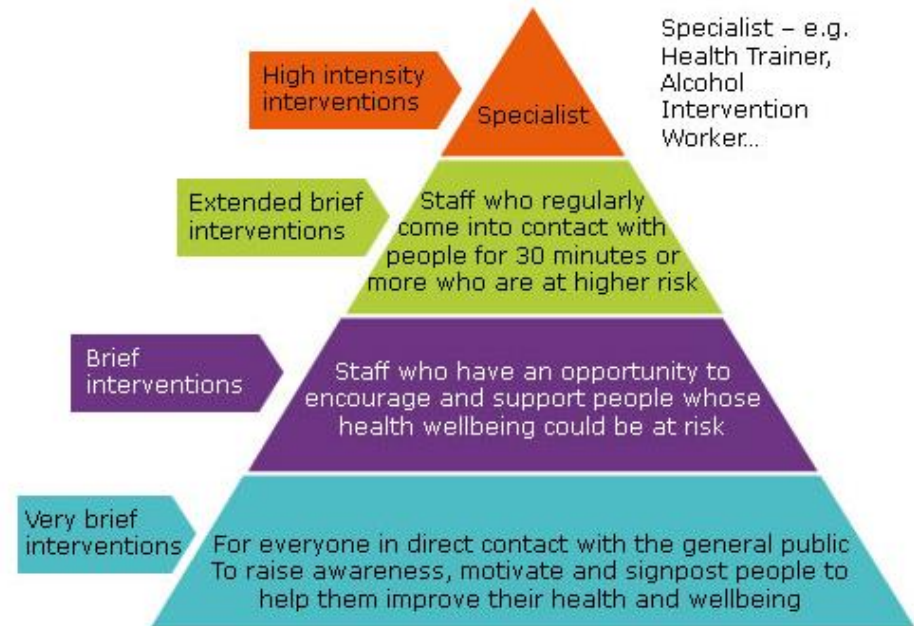 High intensity
interventions
Specialist
Specialist – e.g.
Health Trainer,
Alcohol
Intervention
Worker…
Extended brief
interventions
Staff who regularly
come into contact with
people for 30 minutes or
more who are at higher risk
Brief
interventions
Staff who have an opportunity to
encourage and support people whose
health wellbeing could be at risk
Very brief
interventions
For everyone in direct contact with the general public
To raise awareness, motivate and signpost people to
help them improve their health and wellbeing